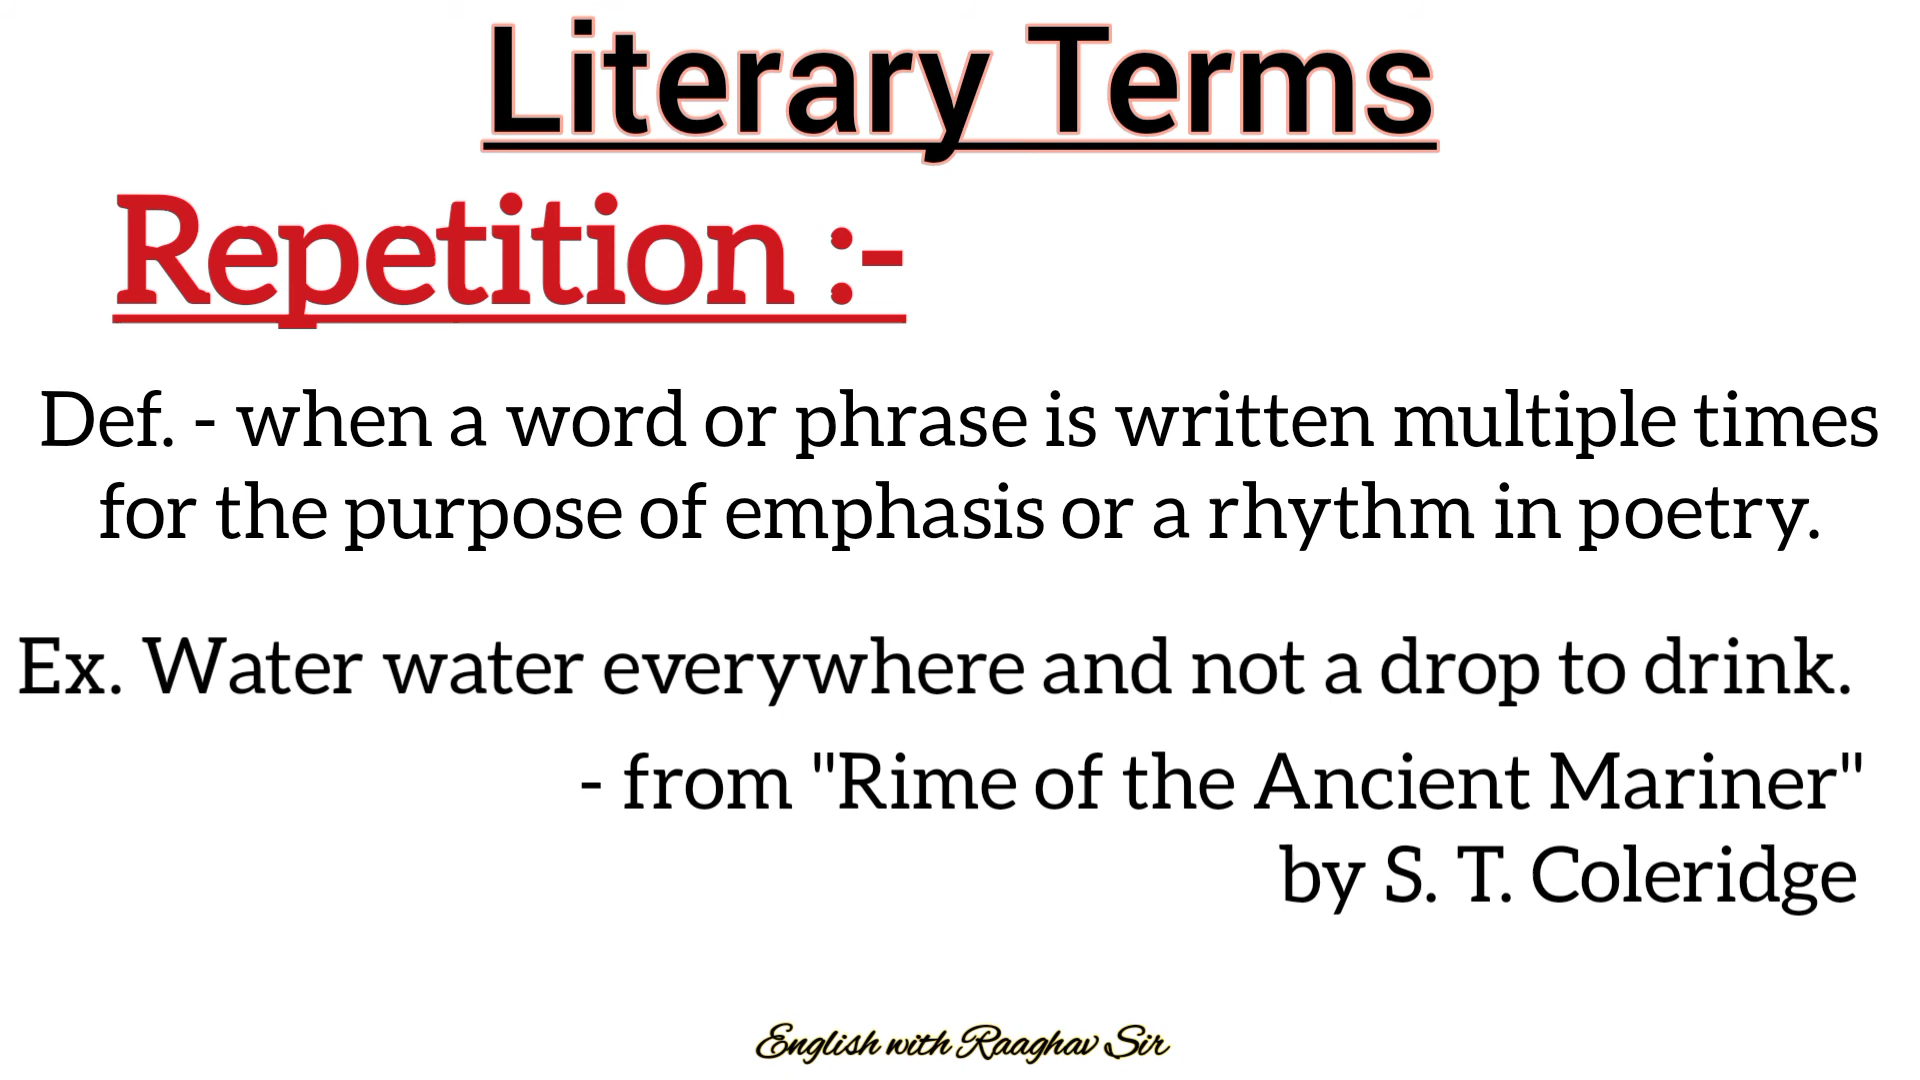 Literary Terms
Repetition :-
Def. - when a word or phrase is written multiple times
for the purpose of emphasis or a rhythm in poetry.
Ex. Water water everywhere and not a drop to drink.
- from "Rime of the Ancient Mariner"
by S. T. Coleridge
English with Raaghav Sir